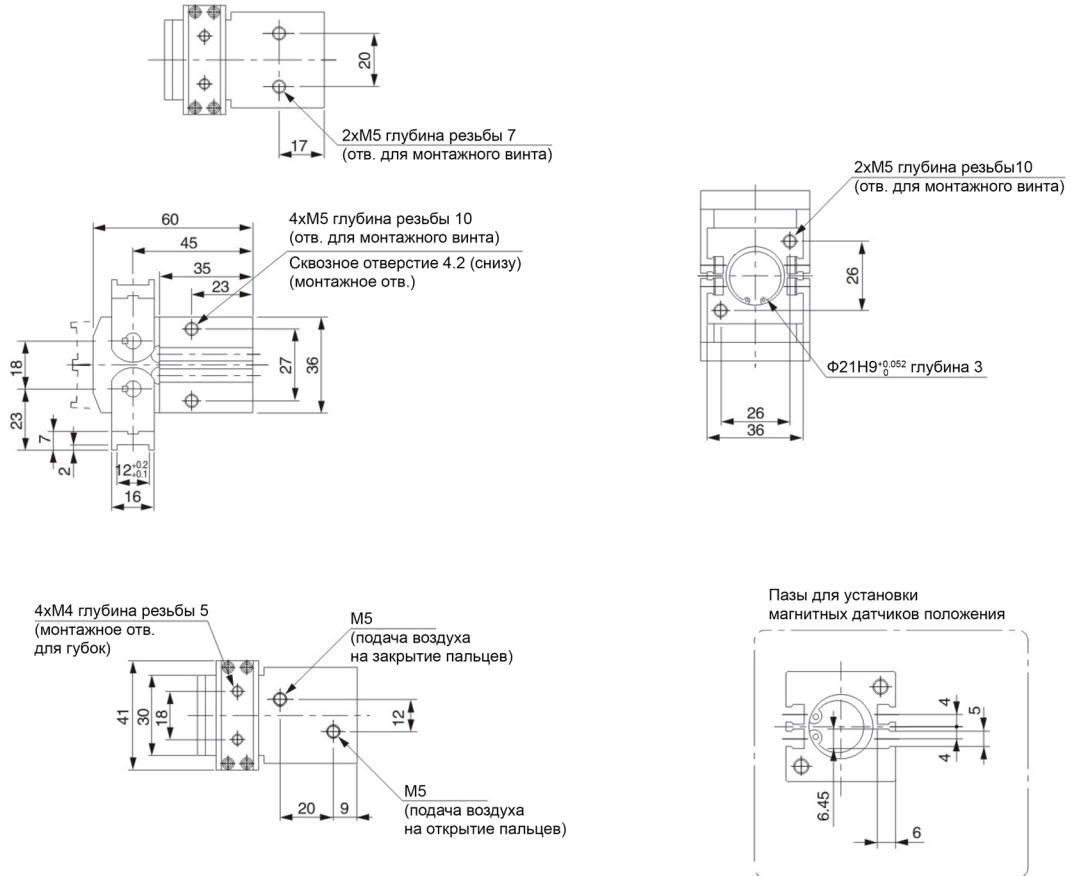 20
17
2xM5 глубина резьбы 7
(отв. для монтажного винта)
60
45
35
23
4xM5 глубина резьбы 10
(отв. для монтажного винта)
Сквозное отверстие 4.2 (снизу)
(монтажное отв.)
18
23
7
2
12+0.2+0.1
16
27
36
2xM5 глубина резьбы10
(отв. для монтажного винта)
26
Ф21H9+0.052 0 глубина 3
26
36
4xM4 глубина резьбы 5
(монтажное отв.
для губок)
M5
(подача воздуха
на закрытие пальцев)
41
30
18
12
20
9
M5
(подача воздуха
на открытие пальцев)
Пазы для установки
магнитных датчиков положения
4
5
4
6.45
6